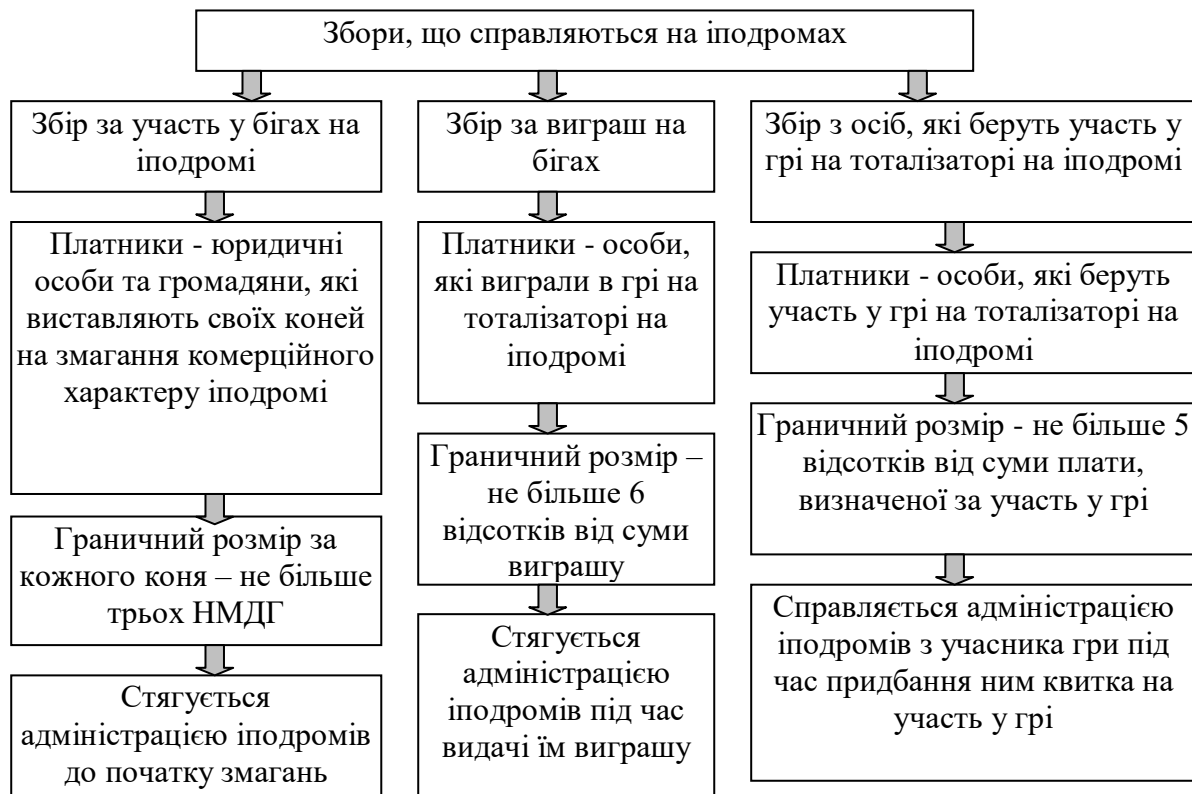 Збори, що справляються на іподромах
Збір за участь у бігах на
іподромі
Платники - юридичні
особи та громадяни, які
виставляють своїх коней
на змагання комерційного
характеру іподромі
Граничний розмір за
кожного коня – не більше
трьох НМДГ
Стягується
адміністрацією іподромів
до початку змагань
Збір за виграш на
бігах
Платники - особи,
які виграли в грі на
тоталізаторі на
іподромі
Граничний розмір –
не більше 6
відсотків від суми
виграшу
Стягується
адміністрацією
іподромів під час
видачі їм виграшу
Збір з осіб, які беруть участь у
грі на тоталізаторі на іподромі
Платники - особи, які беруть
участь у грі на тоталізаторі на
іподромі
Граничний розмір - не більше 5
відсотків від суми плати,
визначеної за участь у грі
Справляється адміністрацією
іподромів з учасника гри під
час придбання ним квитка на
участь у грі